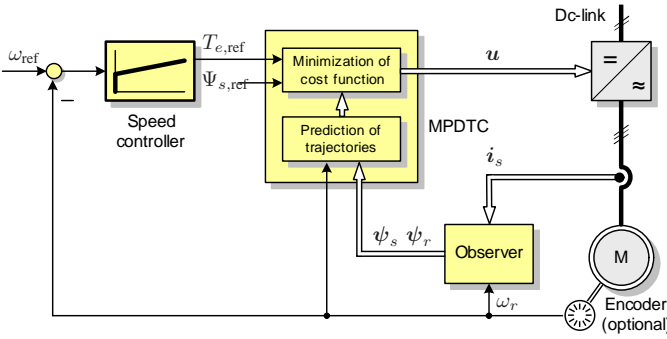 Dc-link
ω_ref
T_e,ref
Ψ_s,ref
−
Speed
controller
Minimization of
cost function
Prediction of
trajectories
MPDTC
u
=
≈
i_s
ψ_s ψ_r
Observer
M
ω_r
Encoder
(optional)